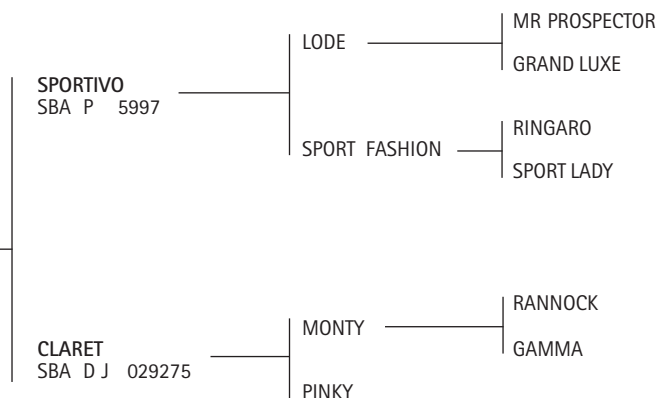 MR PROSPECTOR
LODE
GRAND LUXE
SPORTIVO
SBA P 5997
RINGARO
SPORT FASHION
SPORT LADY
RANNOCK
MONTY
GAMMA
CLARET
SBA D J 029275
PINKY